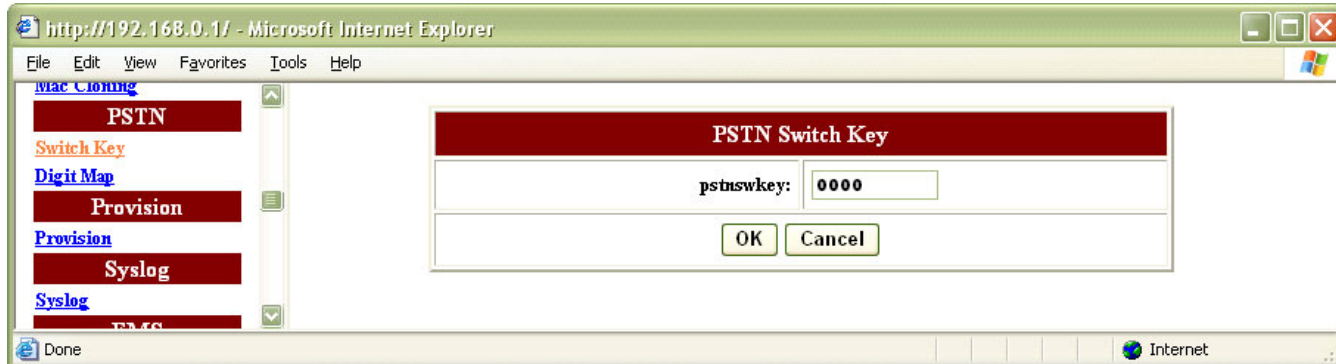 http://192.168.0.1/ - Microsoft Internet Explorer
File Edit View Favorites Tools Help
Mac Cloning
PSTN
Switch Key
Digit Map
Provision
Provision
Syslog
Syslog
EMS
PSTN Switch Key
pstnswkey: 0000
OK Cancel
Done Internet